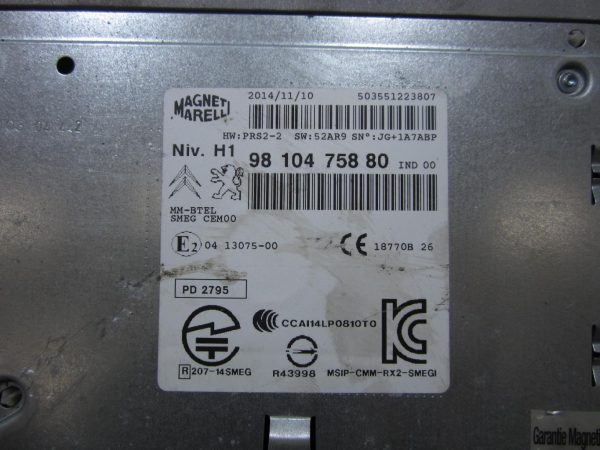 MAGNETI
MARELLI
2014/11/10 503551223807
HW:PRS2-2 SW:52AR9 SN°:JG+1A7ABP
Niv. H1 98 104 758 80 IND 00
MM-BTEL
SMEG CEM00
E2 04 13075-00 CE 18770B 26
PD 2795
CCAI14LP0810T0
R 207-14SMEG R43998 MSIP-CMM-RX2-SMEGI
Garantie Magneti